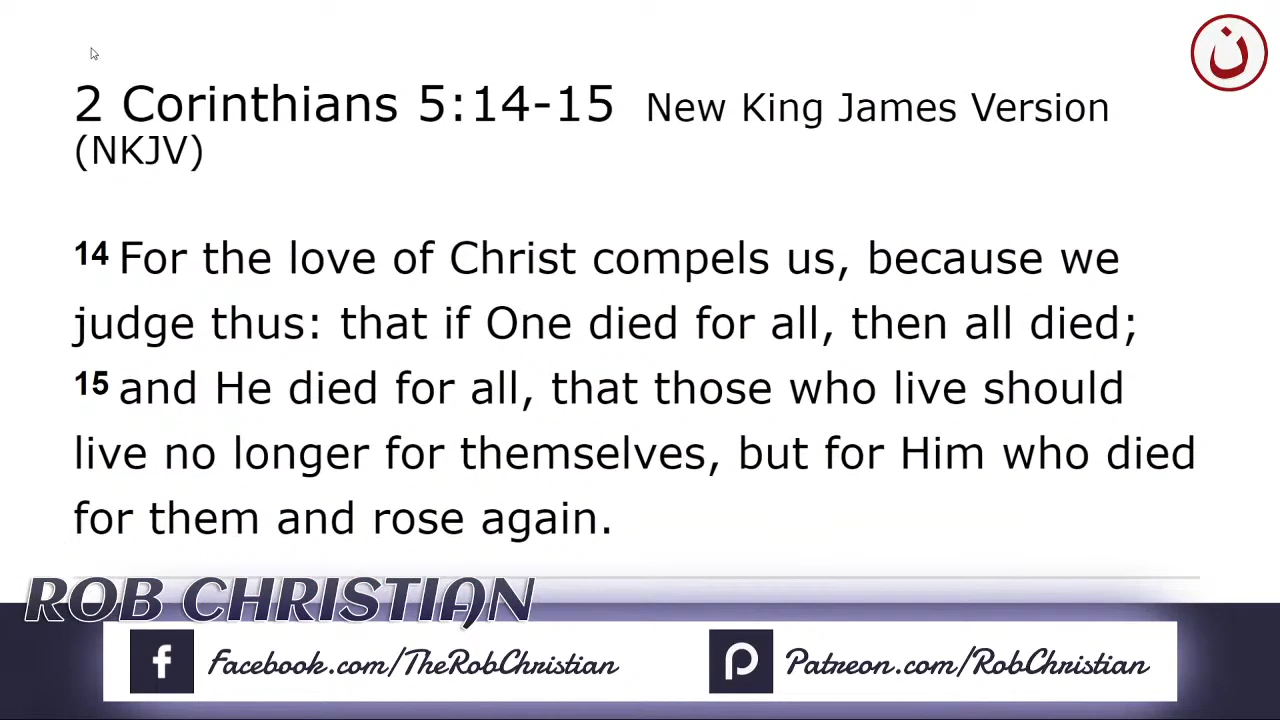 ن
2 Corinthians 5:14-15 New King James Version
(NKJV)
14 For the love of Christ compels us, because we
judge thus: that if One died for all, then all died;
15 and He died for all, that those who live should
live no longer for themselves, but for Him who died
for them and rose again.
ROB CHRISTIAN
f Facebook.com/TheRobChristian Patreon.com/RobChristian